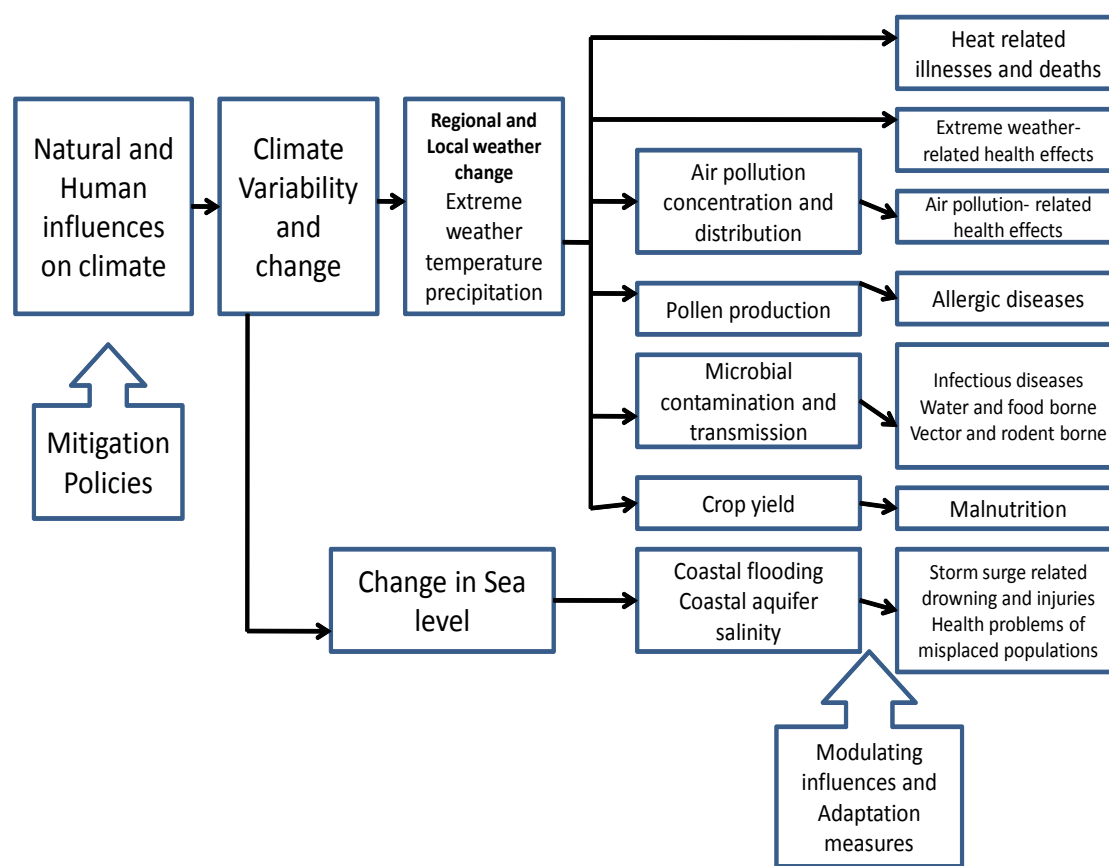 Natural and
Human
influences
on climate
Mitigation
Policies
Climate
Variability
and
change
Regional and
Local weather
change
Extreme
weather
temperature
precipitation
Change in Sea
level
Air pollution
concentration and
distribution
Pollen production
Microbial
contamination and
transmission
Crop yield
Coastal flooding
Coastal aquifer
salinity
Heat related
illnesses and deaths
Extreme weather-
related health effects
Air pollution- related
health effects
Allergic diseases
Infectious diseases
Water and food borne
Vector and rodent borne
Malnutrition
Storm surge related
drowning and injuries
Health problems of
misplaced populations
Modulating
influences and
Adaptation
measures